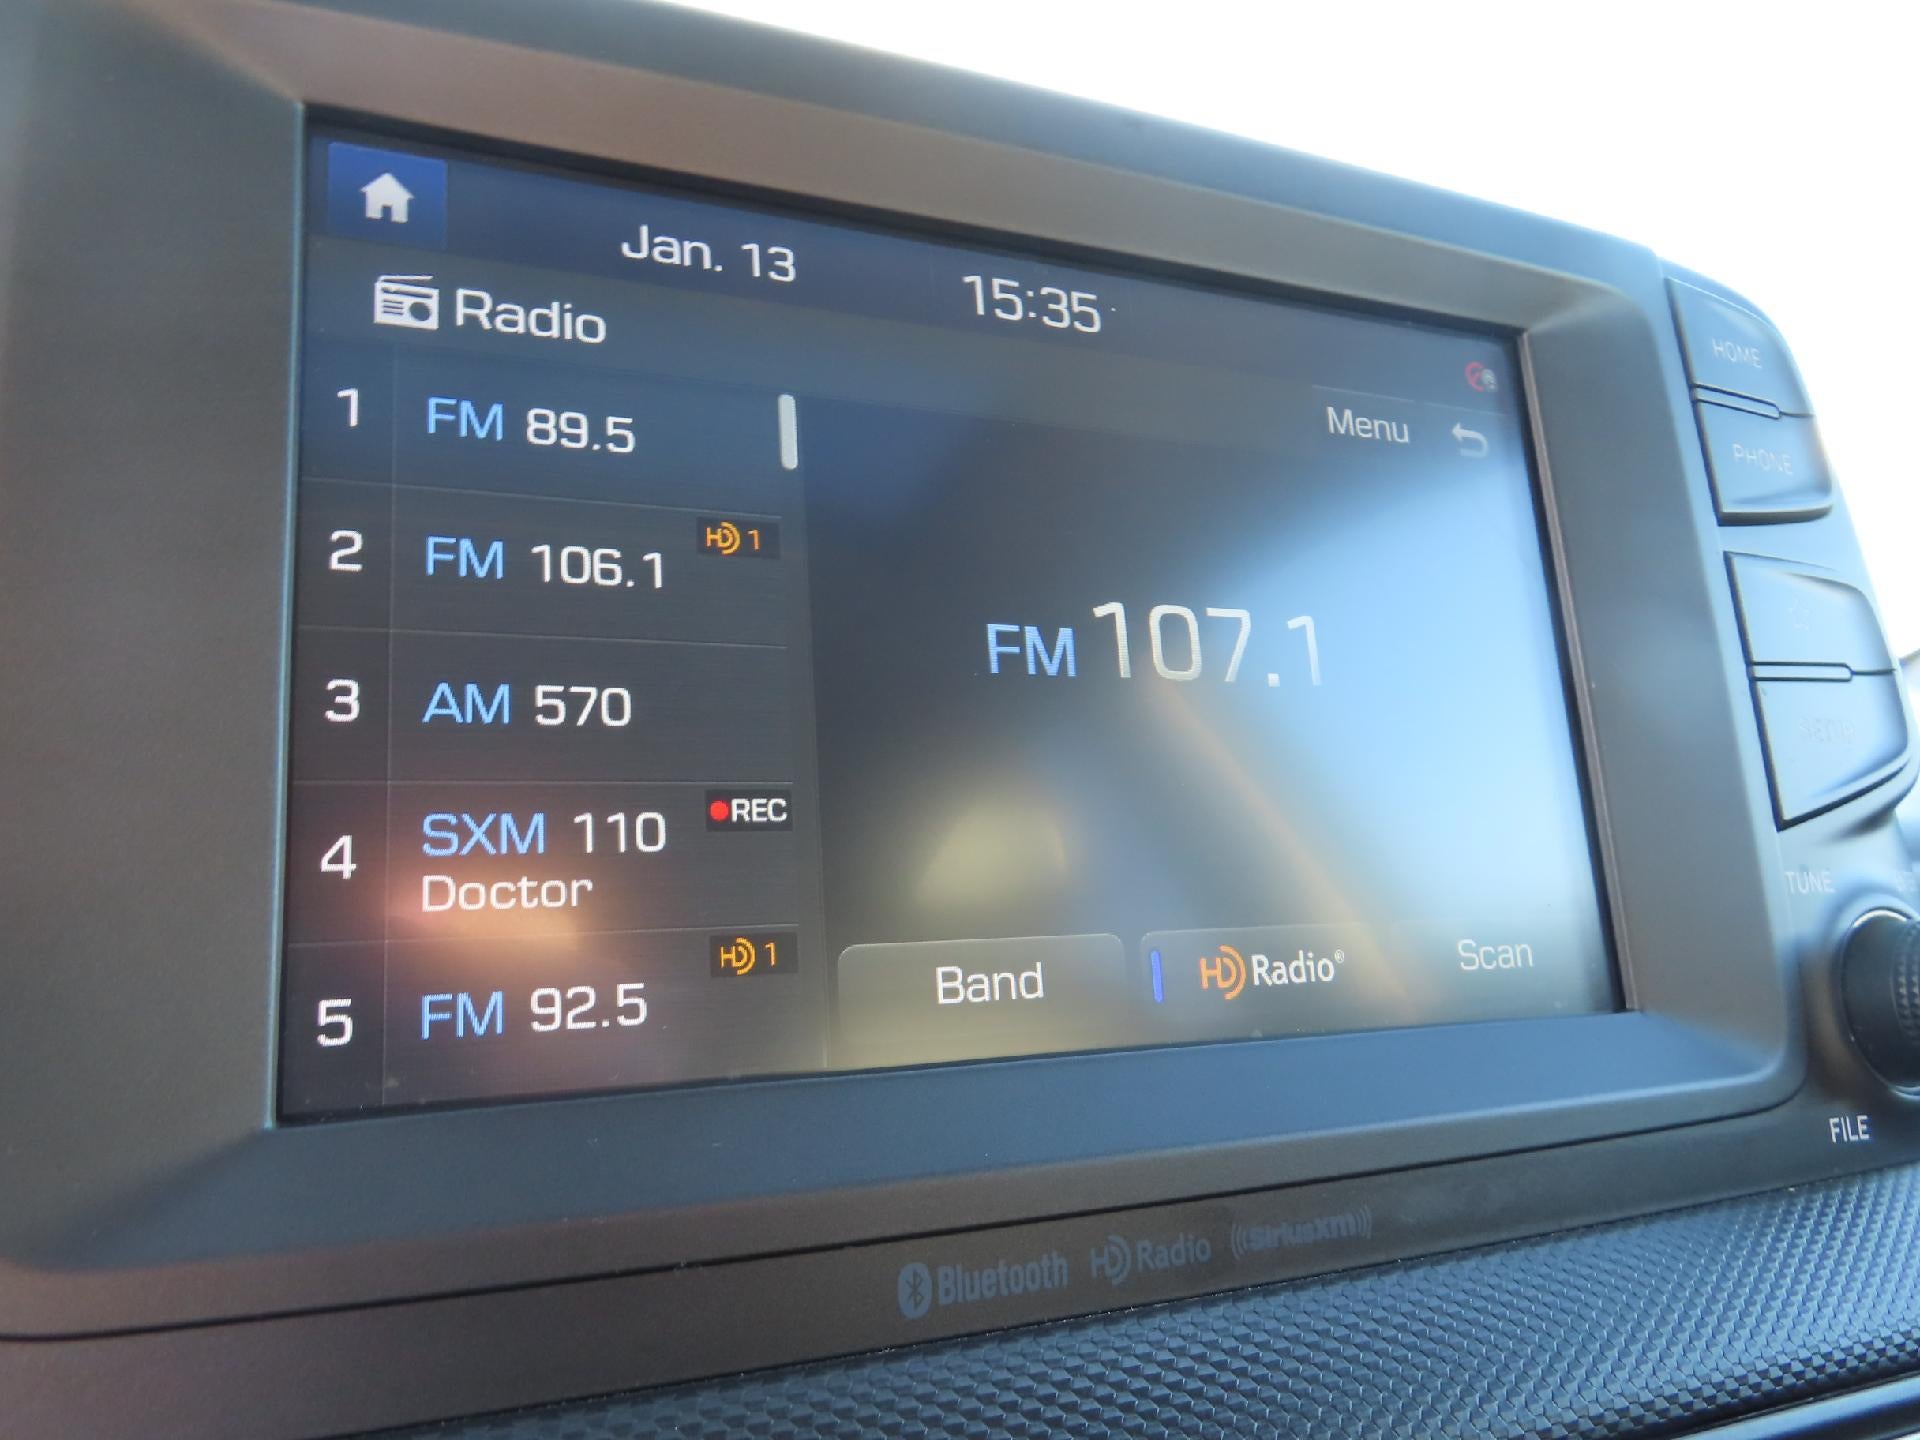 Jan. 13 15:35
Radio
Menu
1 FM 89.5
2 FM 106.1 HD 1
3 AM 570
4 SXM 110 REC
Doctor
5 FM 92.5 HD 1
FM 107.1
Band HD Radio® Scan
HOME
PHONE
SETUP
TUNE
FILE
Bluetooth HD Radio ((SiriusXM))